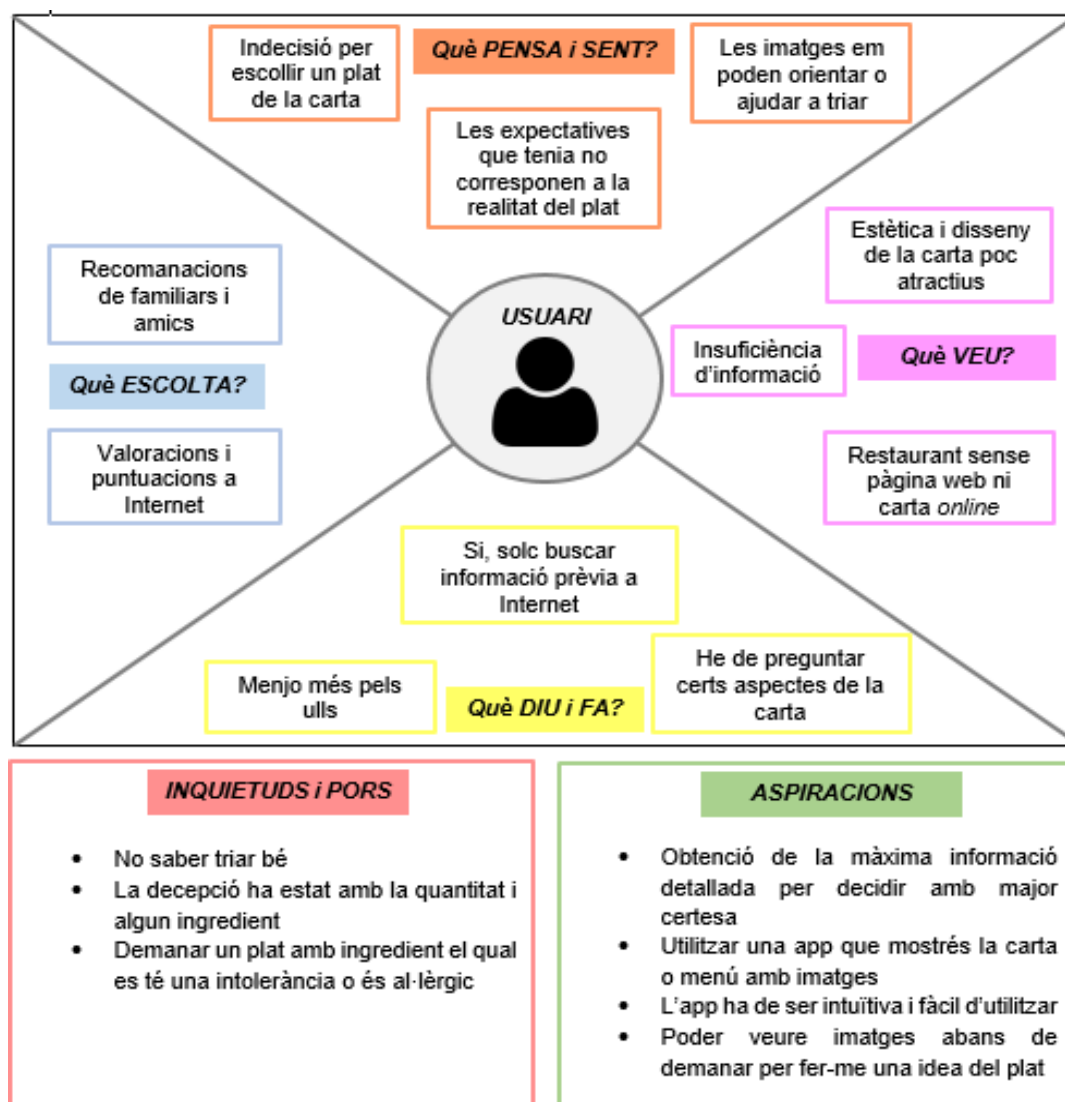 Indecisió per
escollir un plat
de la carta
Què PENSA i SENT?
Les imatges em
poden orientar o
ajudar a triar
Les expectatives
que tenia no
corresponen a la
realitat del plat
Recomanacions
de familiars i
amics
Què ESCOLTA?
Valoracions i
puntuacions a
Internet
USUARI
Estètica i disseny
de la carta poc
atractius
Insuficiència
d'informació
Què VEU?
Restaurant sense
pàgina web ni
carta online
Si, solc buscar
informació prèvia a
Internet
Menjo més pels
ulls
Què DIU i FA?
He de preguntar
certs aspectes de la
carta
INQUIETUDS i PORS
• No saber triar bé
• La decepció ha estat amb la quantitat i
algun ingredient
• Demanar un plat amb ingredient el qual
es té una intolerància o és al·lèrgic
ASPIRACIONS
• Obtenció de la màxima informació
detallada per decidir amb major
certesa
• Utilitzar una app que mostrés la carta
o menú amb imatges
• L'app ha de ser intuïtiva i fàcil d'utilitzar
• Poder veure imatges abans de
demanar per fer-me una idea del plat